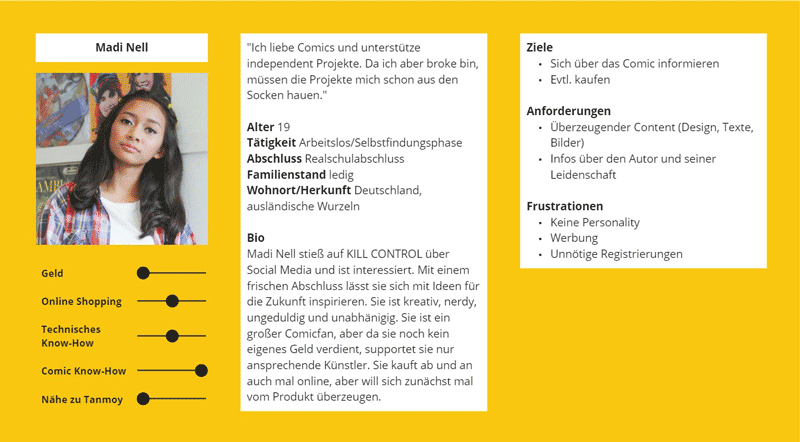 Madi Nell
Geld
Online Shopping
Technisches
Know-How
Comic Know-How
Nähe zu Tanmoy
"Ich liebe Comics und unterstütze
independent Projekte. Da ich aber broke bin,
müssen die Projekte mich schon aus den
Socken hauen."
Alter 19
Tätigkeit Arbeitslos/Selbstfindungsphase
Abschluss Realschulabschluss
Familienstand ledig
Wohnort/Herkunft Deutschland,
ausländische Wurzeln
Bio
Madi Nell stieß auf KILL CONTROL über
Social Media und ist interessiert. Mit einem
frischen Abschluss lässt sie sich mit Ideen für
die Zukunft inspirieren. Sie ist kreativ, nerdy,
ungeduldig und unabhänigig. Sie ist ein
großer Comicfan, aber da sie noch kein
eigenes Geld verdient, supportet sie nur
ansprechende Künstler. Sie kauft ab und an
auch mal online, aber will sich zunächst mal
vom Produkt überzeugen.
Ziele
• Sich über das Comic informieren
• Evtl. kaufen
Anforderungen
• Überzeugender Content (Design, Texte,
Bilder)
• Infos über den Autor und seiner
Leidenschaft
Frustrationen
• Keine Personality
• Werbung
• Unnötige Registrierungen